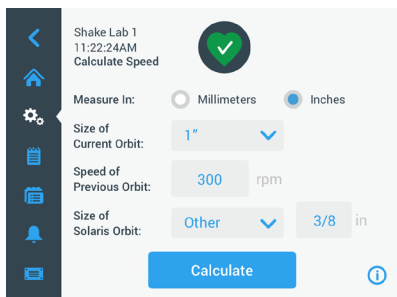 Shake Lab 1
11:22:24AM
Calculate Speed
Measure In: Millimeters Inches
Size of
Current Orbit: 1”
Speed of
Previous Orbit: 300 rpm
Size of
Solaris Orbit: Other 3/8 in
Calculate
i